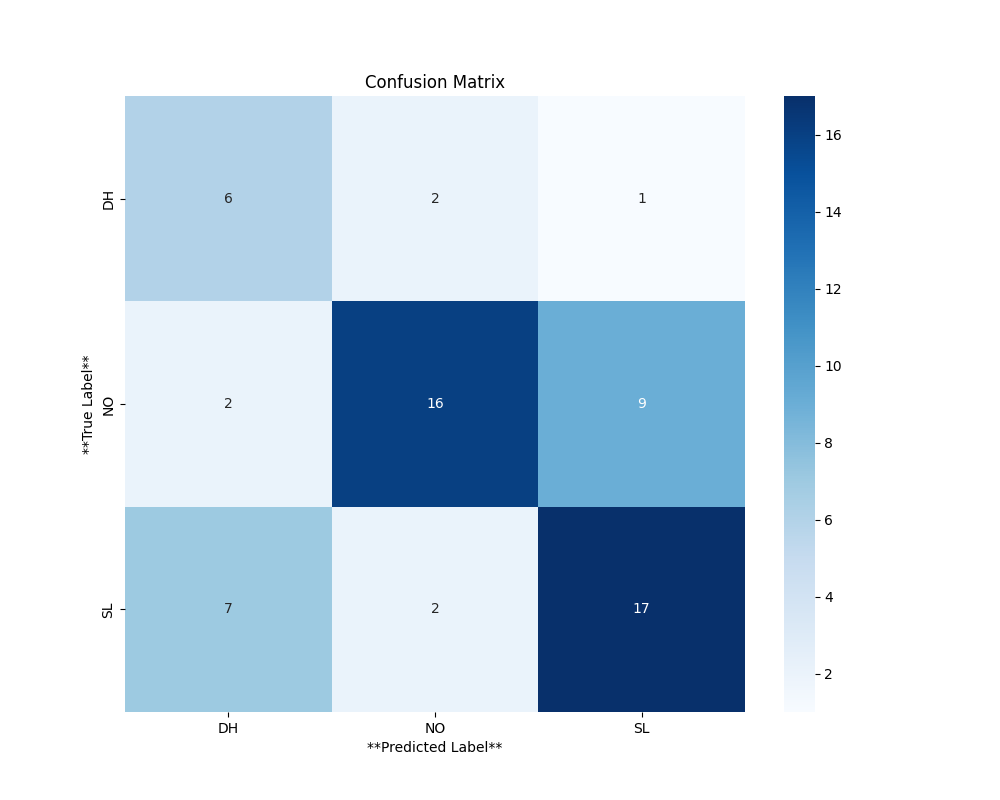 Confusion Matrix
**True Label**
DH
6
2
1
NO
2
16
9
SL
7
2
17
DH
NO
SL
**Predicted Label**
16
14
12
10
8
6
4
2